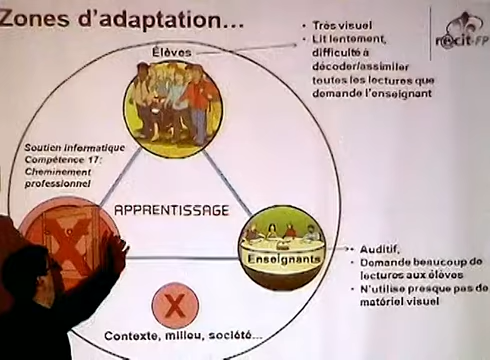 Zones d'adaptation...
récit-FP
• Très visuel
• Lit lentement,
difficulté à
décoder/assimiler
toutes les lectures que
demande l'enseignant
Élèves
Soutien informatique
Compétence 17:
Cheminement
professionnel
APPRENTISSAGE
Enseignants
• Auditif,
• Demande beaucoup de
lectures aux élèves
• N'utilise presque pas de
matériel visuel
X
X
Contexte, milieu, société...